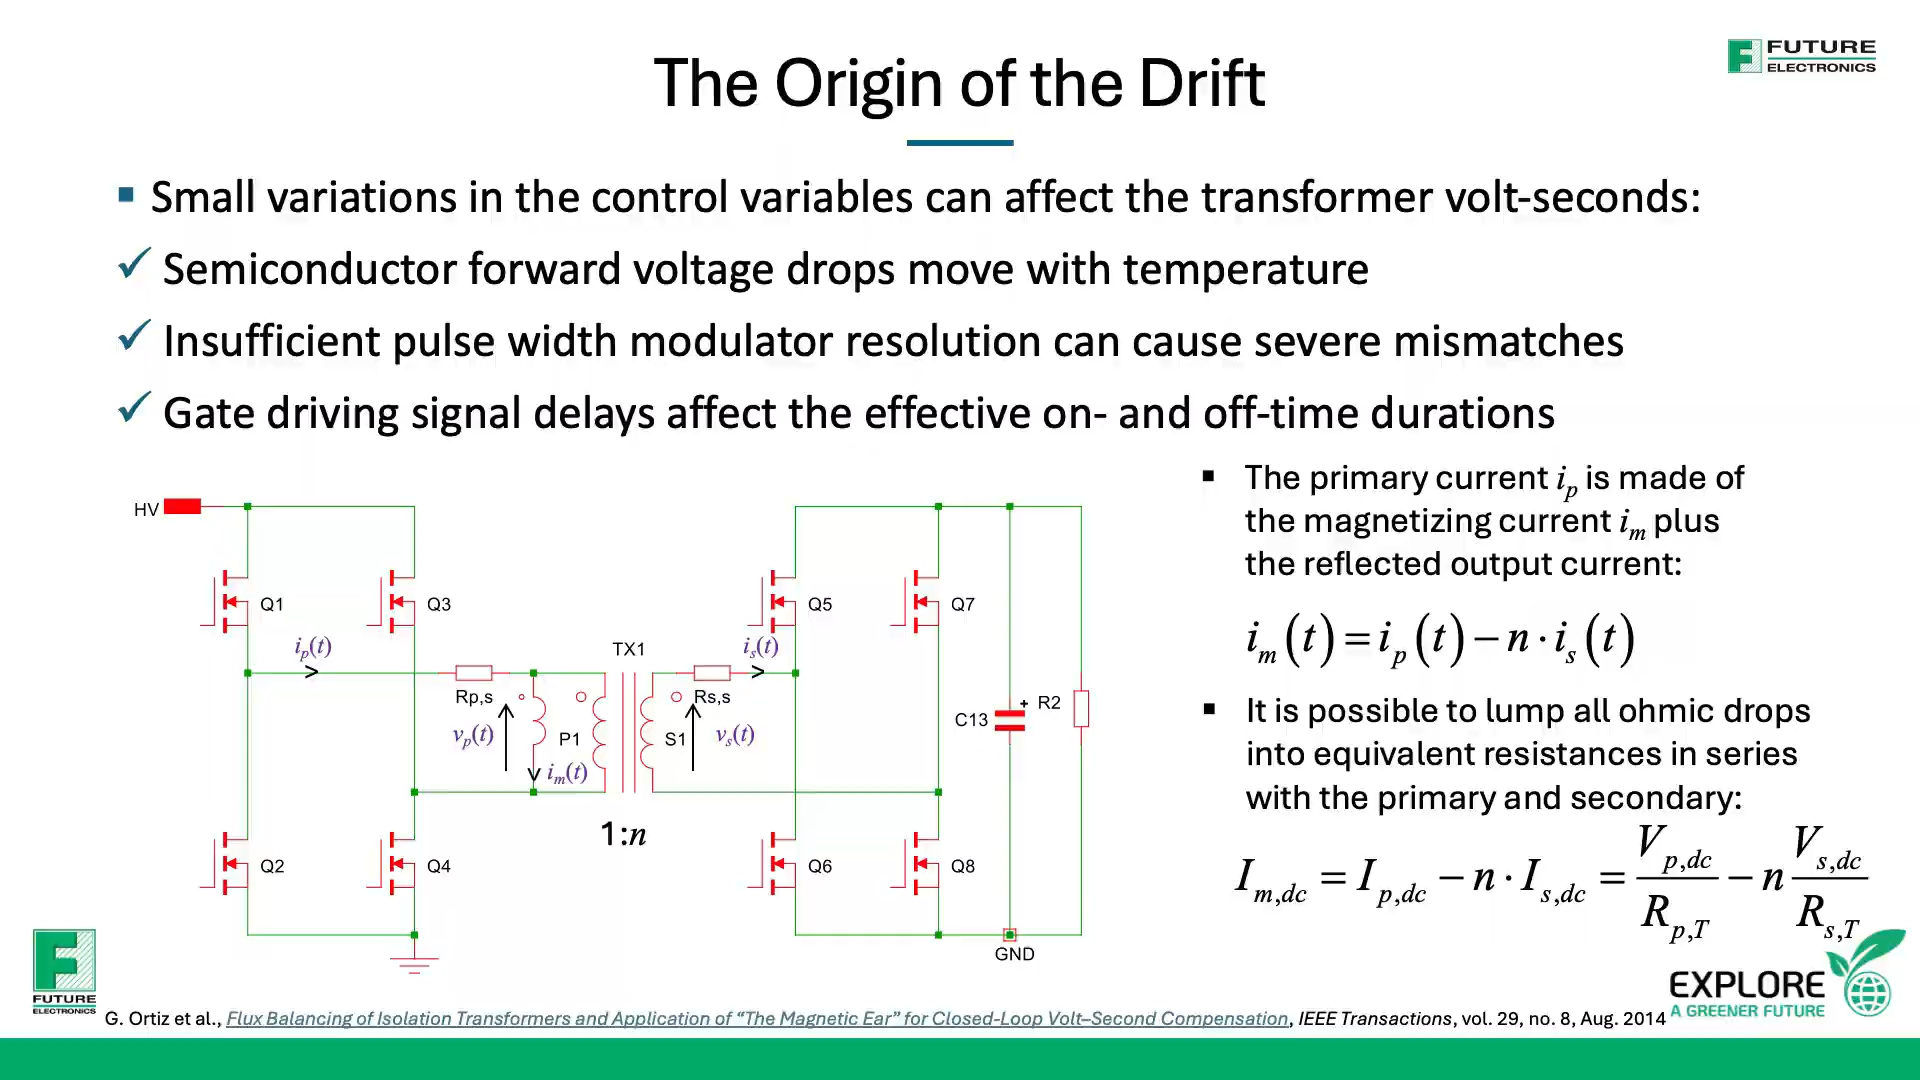 The Origin of the Drift
FUTURE
ELECTRONICS
▪ Small variations in the control variables can affect the transformer volt-seconds:
✓ Semiconductor forward voltage drops move with temperature
✓ Insufficient pulse width modulator resolution can cause severe mismatches
✓ Gate driving signal delays affect the effective on- and off-time durations
▪ The primary current i_p is made of
the magnetizing current i_m plus
the reflected output current:
i_m(t) = i_p(t) − n · i_s(t)
▪ It is possible to lump all ohmic drops
into equivalent resistances in series
with the primary and secondary:
I_m,dc = I_p,dc − n · I_s,dc = V_p,dc / R_p,T − n V_s,dc / R_s,T
HV
Q1
Q3
Q5
Q7
i_p(t)
TX1
i_s(t)
Rp,s
Rs,s
v_p(t)
P1
S1
v_s(t)
i_m(t)
C13
+
R2
1:n
Q2
Q4
Q6
Q8
GND
FUTURE
ELECTRONICS
EXPLORE
A GREENER FUTURE
G. Ortiz et al., Flux Balancing of Isolation Transformers and Application of “The Magnetic Ear” for Closed-Loop Volt–Second Compensation, IEEE Transactions, vol. 29, no. 8, Aug. 2014